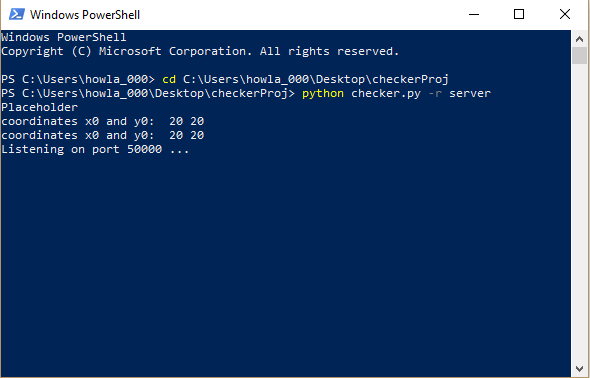 Windows PowerShell
Windows PowerShell
Copyright (C) Microsoft Corporation. All rights reserved.
PS C:\Users\howla_000> cd C:\Users\howla_000\Desktop\checkerProj
PS C:\Users\howla_000\Desktop\checkerProj> python checker.py -r server
Placeholder
coordinates x0 and y0:  20 20
coordinates x0 and y0:  20 20
Listening on port 50000 ...